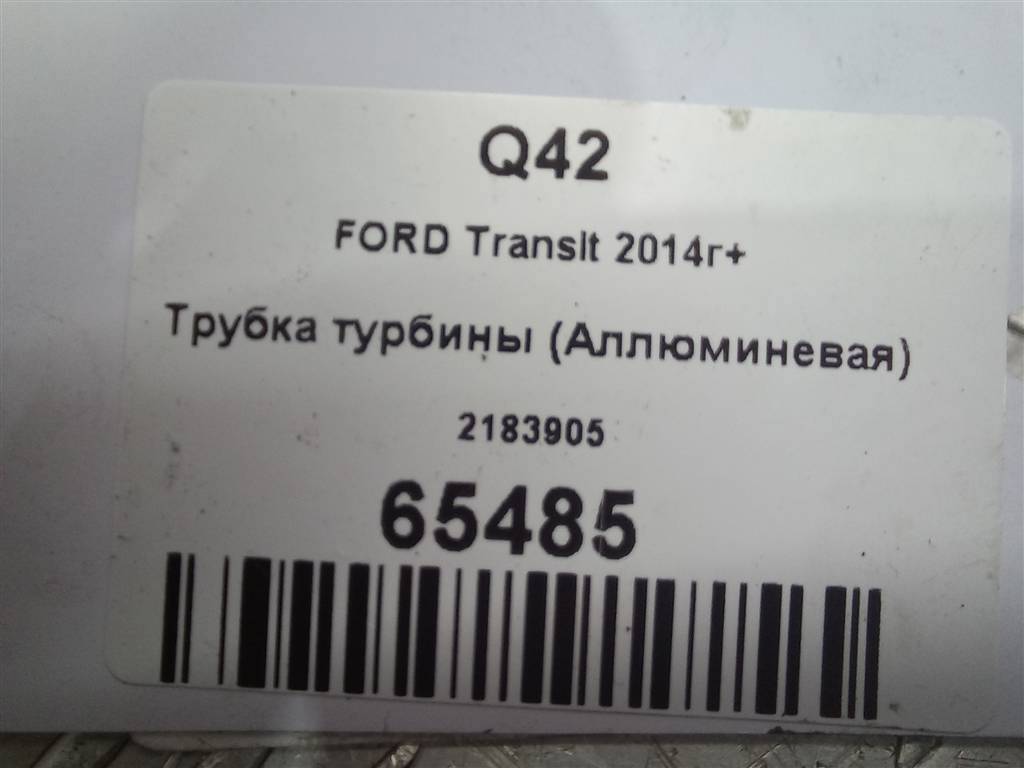 Q42
FORD Transit 2014г+
Трубка турбины (Аллюминевая)
2183905
65485